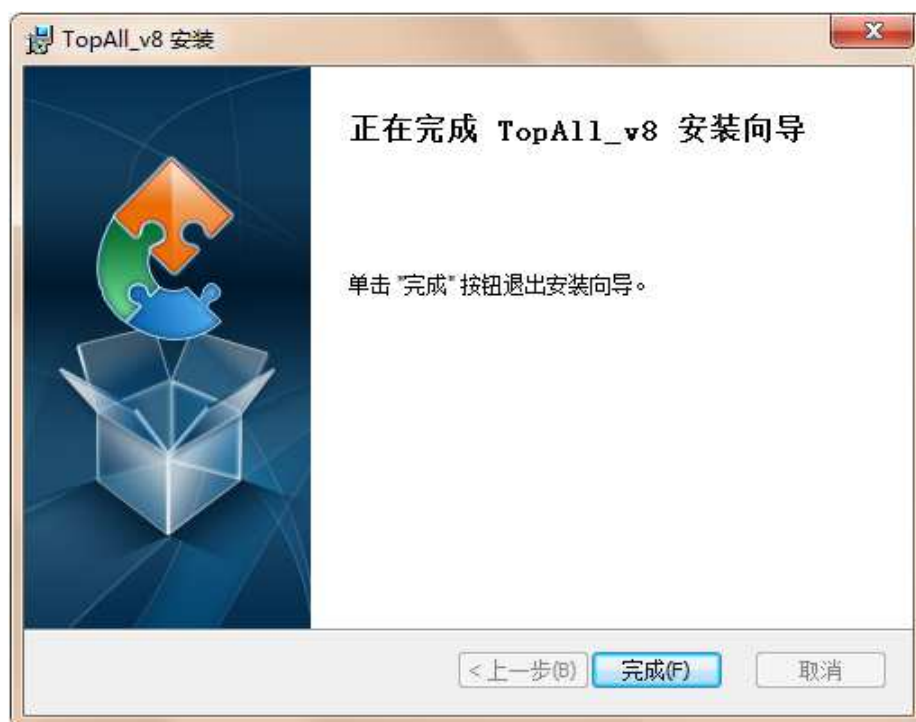 TopAll_v8 安装
正在完成 TopAll_v8 安装向导
单击 "完成" 按钮退出安装向导。
<上一步(B) 完成(F) 取消